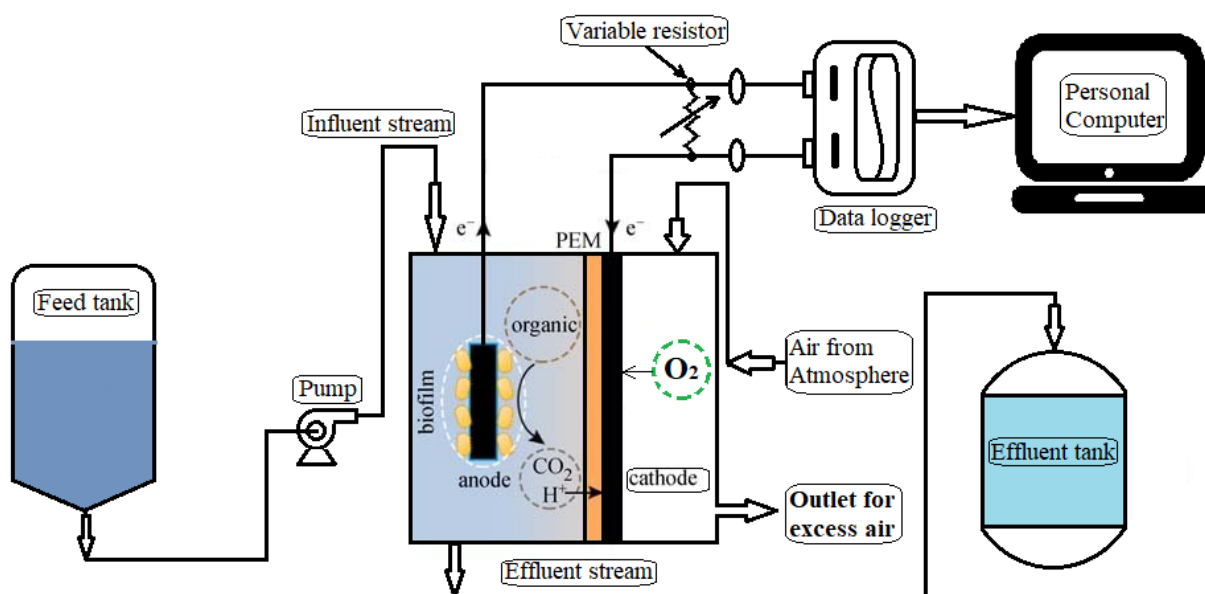 Variable resistor
Influent stream
Personal
Computer
Data logger
e⁻
PEM
e⁻
Feed tank
organic
Pump
biofilm
O₂
Air from
Atmosphere
anode
CO₂
H⁺
cathode
Effluent tank
Outlet for
excess air
Effluent stream